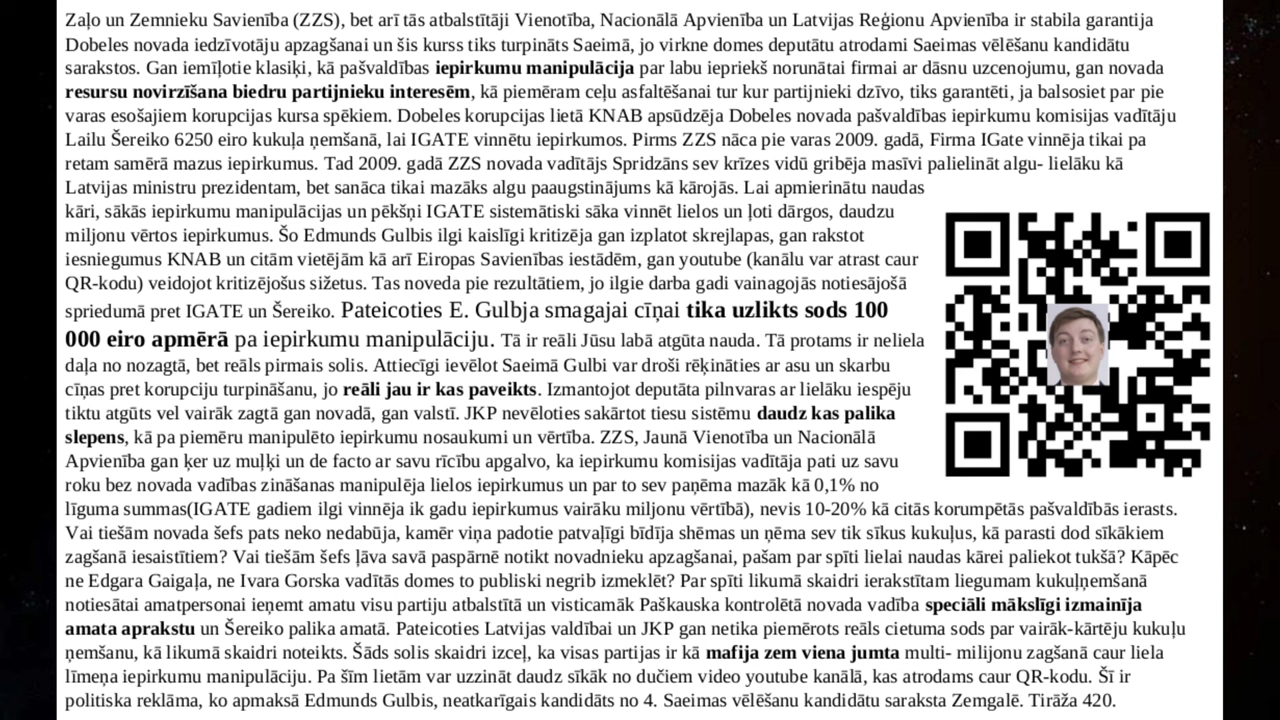 Zaļo un Zemnieku Savienība (ZZS), bet arī tās atbalstītāji Vienotība, Nacionālā Apvienība un Latvijas Reģionu Apvienība ir stabila garantija
Dobeles novada iedzīvotāju apzagšanai un šis kurss tiks turpināts Saeimā, jo virkne domes deputātu atrodami Saeimas vēlēšanu kandidātu
sarakstos. Gan iemīļotie klasiķi, kā pašvaldības iepirkumu manipulācija par labu iepriekš norunātai firmai ar dāsnu uzcenojumu, gan novada
resursu novirzīšana biedru partijnieku interesēm, kā piemēram ceļu asfaltēšanai tur kur partijnieki dzīvo, tiks garantēti, ja balsosiet par pie
varas esošajiem korupcijas kursa spēkiem. Dobeles korupcijas lietā KNAB apsūdzēja Dobeles novada pašvaldības iepirkumu komisijas vadītāju
Lailu Šereiko 6250 eiro kukuļa ņemšanā, lai IGATE vinnētu iepirkumos. Pirms ZZS nāca pie varas 2009. gadā, Firma IGate vinnēja tikai pa
retam samērā mazus iepirkumus. Tad 2009. gadā ZZS novada vadītājs Spridzāns sev krīzes vidū gribēja masīvi palielināt algu- lielāku kā
Latvijas ministru prezidentam, bet sanāca tikai mazāks algu paaugstinājums kā kārojās. Lai apmierinātu naudas
kāri, sākās iepirkumu manipulācijas un pēkšņi IGATE sistemātiski sāka vinnēt lielos un ļoti dārgos, daudzu
miljonu vērtos iepirkumus. Šo Edmunds Gulbis ilgi kaislīgi kritizēja gan izplatot skrejlapas, gan rakstot
iesniegumus KNAB un citām vietējām kā arī Eiropas Savienības iestādēm, gan youtube (kanālu var atrast caur
QR-kodu) veidojot kritizējošus sižetus. Tas noveda pie rezultātiem, jo ilgie darba gadi vainagojās notiesājošā
spriedumā pret IGATE un Šereiko. Pateicoties E. Gulbja smagajai cīņai tika uzlikts sods 100
000 eiro apmērā pa iepirkumu manipulāciju. Tā ir reāli Jūsu labā atgūta nauda. Tā protams ir neliela
daļa no nozagtā, bet reāls pirmais solis. Attiecīgi ievēlot Saeimā Gulbi var droši rēķināties ar asu un skarbu
cīņas pret korupciju turpināšanu, jo reāli jau ir kas paveikts. Izmantojot deputāta pilnvaras ar lielāku iespēju
tiktu atgūts vel vairāk zagtā gan novadā, gan valstī. JKP nevēloties sakārtot tiesu sistēmu daudz kas palika
slepens, kā pa piemēru manipulēto iepirkumu nosaukumi un vērtība. ZZS, Jaunā Vienotība un Nacionālā
Apvienība gan ķer uz muļķi un de facto ar savu rīcību apgalvo, ka iepirkumu komisijas vadītāja pati uz savu
roku bez novada vadības zināšanas manipulēja lielos iepirkumus un par to sev paņēma mazāk kā 0,1% no
līguma summas(IGATE gadiem ilgi vinnēja ik gadu iepirkumus vairāku miljonu vērtībā), nevis 10-20% kā citās korumpētās pašvaldībās ierasts.
Vai tiešām novada šefs pats neko nedabūja, kamēr viņa padotie patvaļīgi bīdīja shēmas un ņēma sev tik sīkus kukuļus, kā parasti dod sīkākiem
zagšanā iesaistītiem? Vai tiešām šefs ļāva savā paspārnē notikt novadnieku apzagšanai, pašam par spīti lielai naudas kārei paliekot tukšā? Kāpēc
ne Edgara Gaigaļa, ne Ivara Gorska vadītās domes to publiski negrib izmeklēt? Par spīti likumā skaidri ierakstītam liegumam kukuļņemšanā
notiesātai amatpersonai ieņemt amatu visu partiju atbalstītā un visticamāk Paškauska kontrolētā novada vadība speciāli mākslīgi izmainīja
amata aprakstu un Šereiko palika amatā. Pateicoties Latvijas valdībai un JKP gan netika piemērots reāls cietuma sods par vairāk-kārtēju kukuļu
ņemšanu, kā likumā skaidri noteikts. Šāds solis skaidri izceļ, ka visas partijas ir kā mafija zem viena jumta multi- milijonu zagšanā caur liela
līmeņa iepirkumu manipulāciju. Pa šīm lietām var uzzināt daudz sīkāk no dučiem video youtube kanālā, kas atrodams caur QR-kodu. Šī ir
politiska reklāma, ko apmaksā Edmunds Gulbis, neatkarīgais kandidāts no 4. Saeimas vēlēšanu kandidātu saraksta Zemgalē. Tirāža 420.